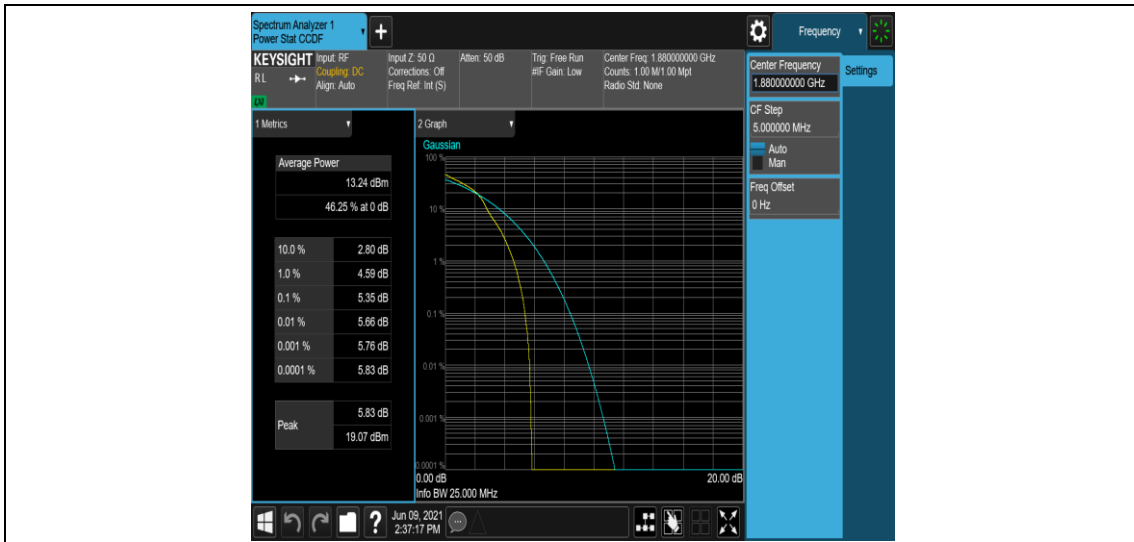 Spectrum Analyzer 1
Power Stat CCDF
Frequency
KEYSIGHT
Input: RF
Coupling: DC
Align: Auto
Input Z: 50 Ω
Corrections: Off
Freq Ref: Int (S)
Atten: 50 dB
Trig: Free Run
#IF Gain: Low
Center Freq: 1.880000000 GHz
Counts: 1.00 M/1.00 Mpt
Radio Std: None
RL
LXI
Center Frequency
1.880000000 GHz
Settings
CF Step
5.000000 MHz
Auto
Man
Freq Offset
0 Hz
1 Metrics
Average Power
13.24 dBm
46.25 % at 0 dB
10.0 % 2.80 dB
1.0 % 4.59 dB
0.1 % 5.35 dB
0.01 % 5.66 dB
0.001 % 5.76 dB
0.0001 % 5.83 dB
Peak
5.83 dB
19.07 dBm
2 Graph
Gaussian
100 %
10 %
1 %
0.1 %
0.01 %
0.001 %
0.0001 %
0.00 dB
20.00 dB
Info BW 25.000 MHz
?
Jun 09, 2021
2:37:17 PM